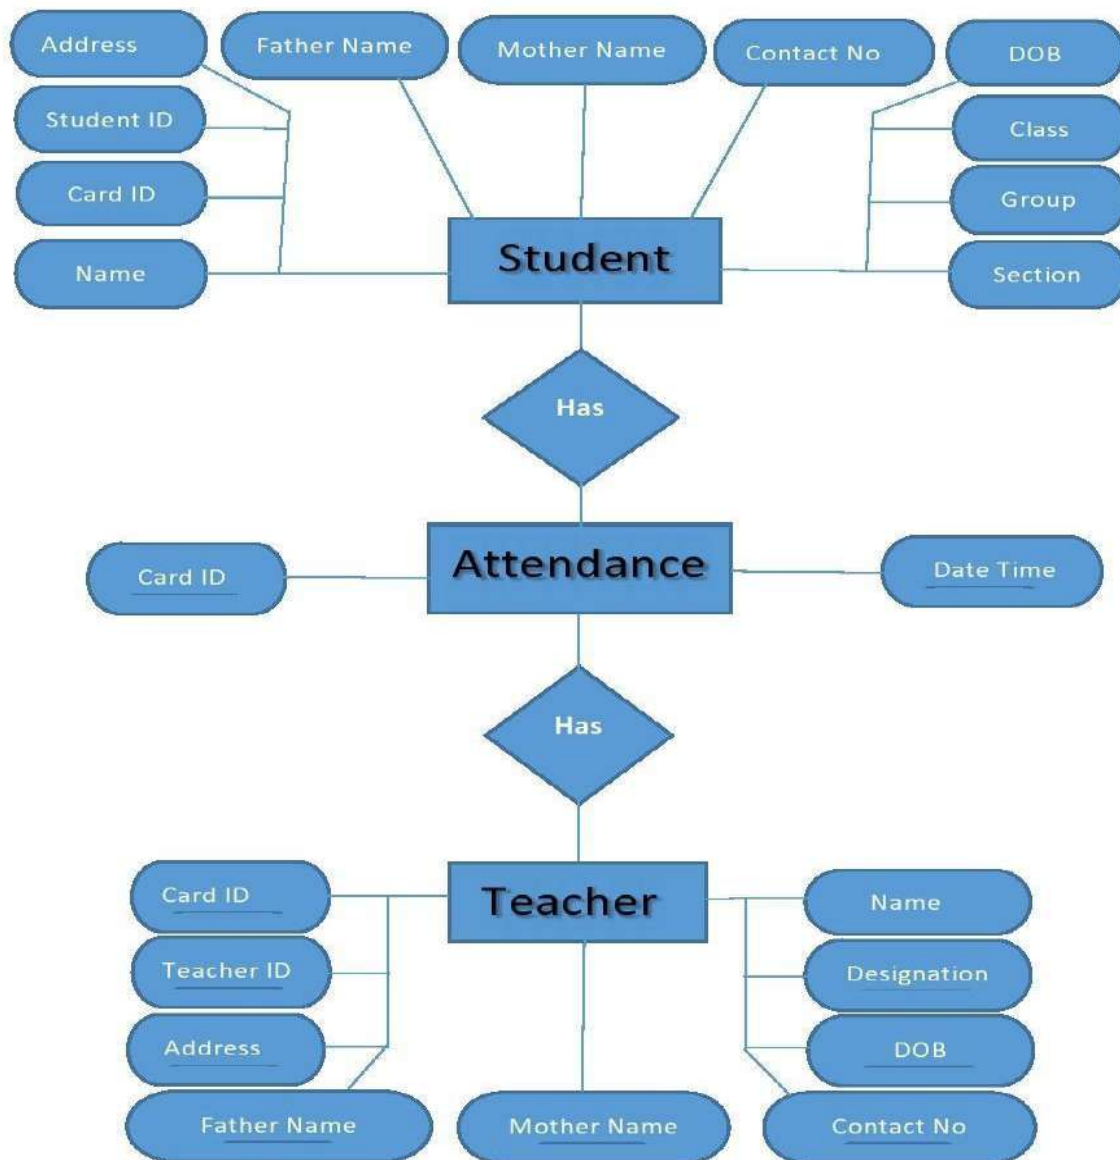 Address
Father Name
Mother Name
Contact No
DOB
Student ID
Class
Card ID
Group
Name
Student
Section
Has
Card ID
Attendance
Date Time
Has
Card ID
Teacher
Name
Teacher ID
Designation
Address
DOB
Father Name
Mother Name
Contact No